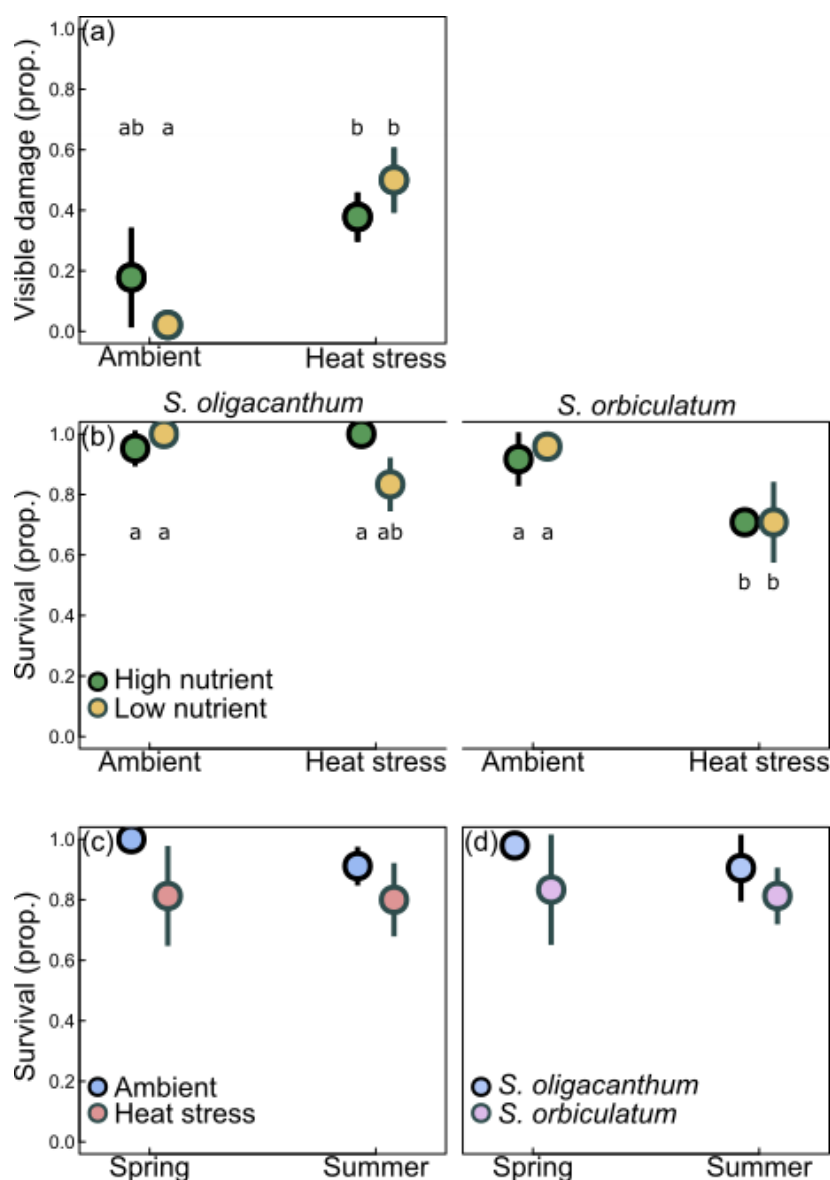 (a)
Visible damage (prop.)
1.0
0.8
0.6
0.4
0.2
0.0
ab a
b b
Ambient
Heat stress
S. oligacanthum
S. orbiculatum
(b)
Survival (prop.)
1.0
0.8
0.6
0.4
0.2
0.0
a a
a ab
a a
b b
High nutrient
Low nutrient
Ambient
Heat stress
Ambient
Heat stress
(c)
Survival (prop.)
1.0
0.8
0.6
0.4
0.2
0.0
Ambient
Heat stress
Spring
Summer
(d)
S. oligacanthum
S. orbiculatum
Spring
Summer